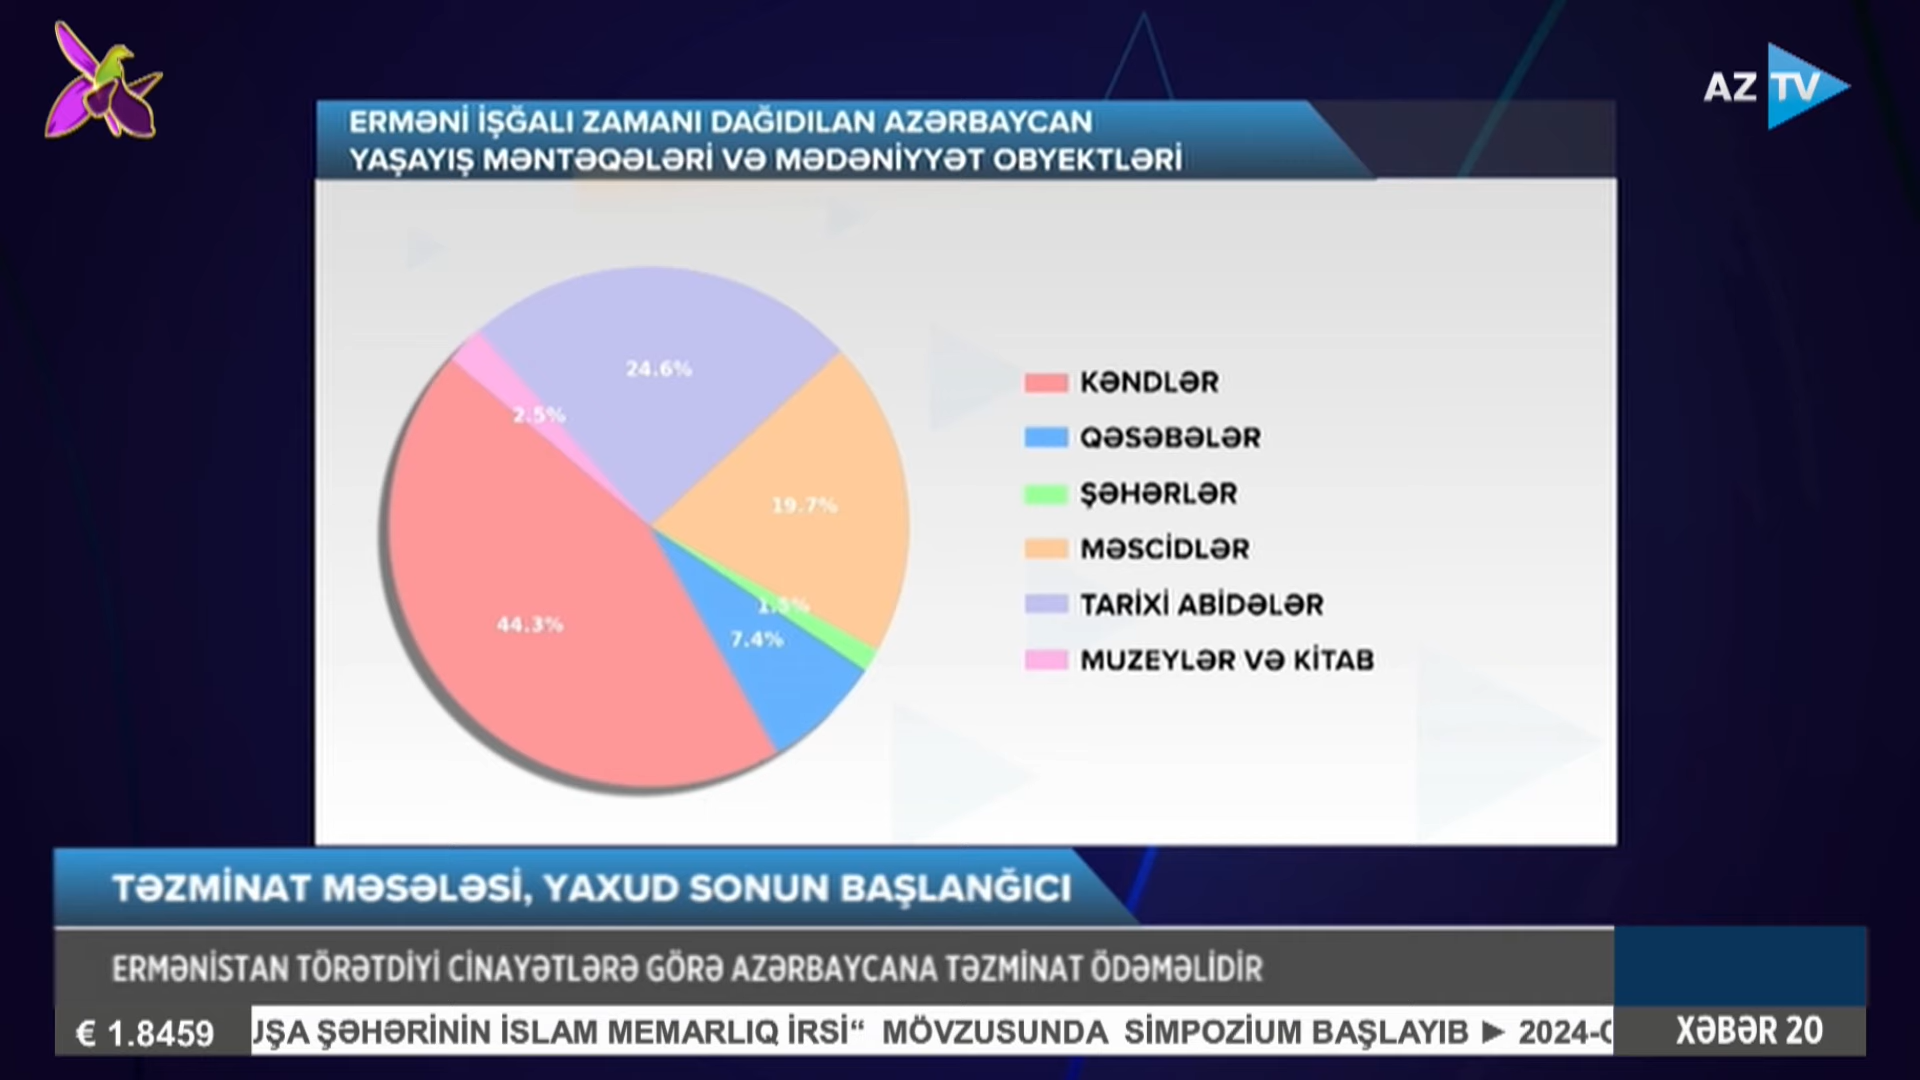 AZ TV
ERMƏNİ İŞĞALI ZAMANI DAĞIDILAN AZƏRBAYCAN
YAŞAYIŞ MƏNTƏQƏLƏRİ VƏ MƏDƏNİYYƏT OBYEKTLƏRİ
24.6%
2.5%
19.7%
44.3%
1.5%
7.4%
KƏNDLƏR
QƏSƏBƏLƏR
ŞƏHƏRLƏR
MƏSCİDLƏR
TARİXİ ABİDƏLƏR
MUZEYLƏR VƏ KİTAB
TƏZMİNAT MƏSƏLƏSİ, YAXUD SONUN BAŞLANĞICI
ERMƏNİSTAN TÖRƏTDİYİ CİNAYƏTLƏRƏ GÖRƏ AZƏRBAYCANA TƏZMİNAT ÖDƏMƏLİDİR
€ 1.8459
ŞƏHƏRİNİN İSLAM MEMARLIQ İRSİ“ MÖVZUSUNDA SİMPOZİUM BAŞLAYIB ► 2024-
XƏBƏR 20